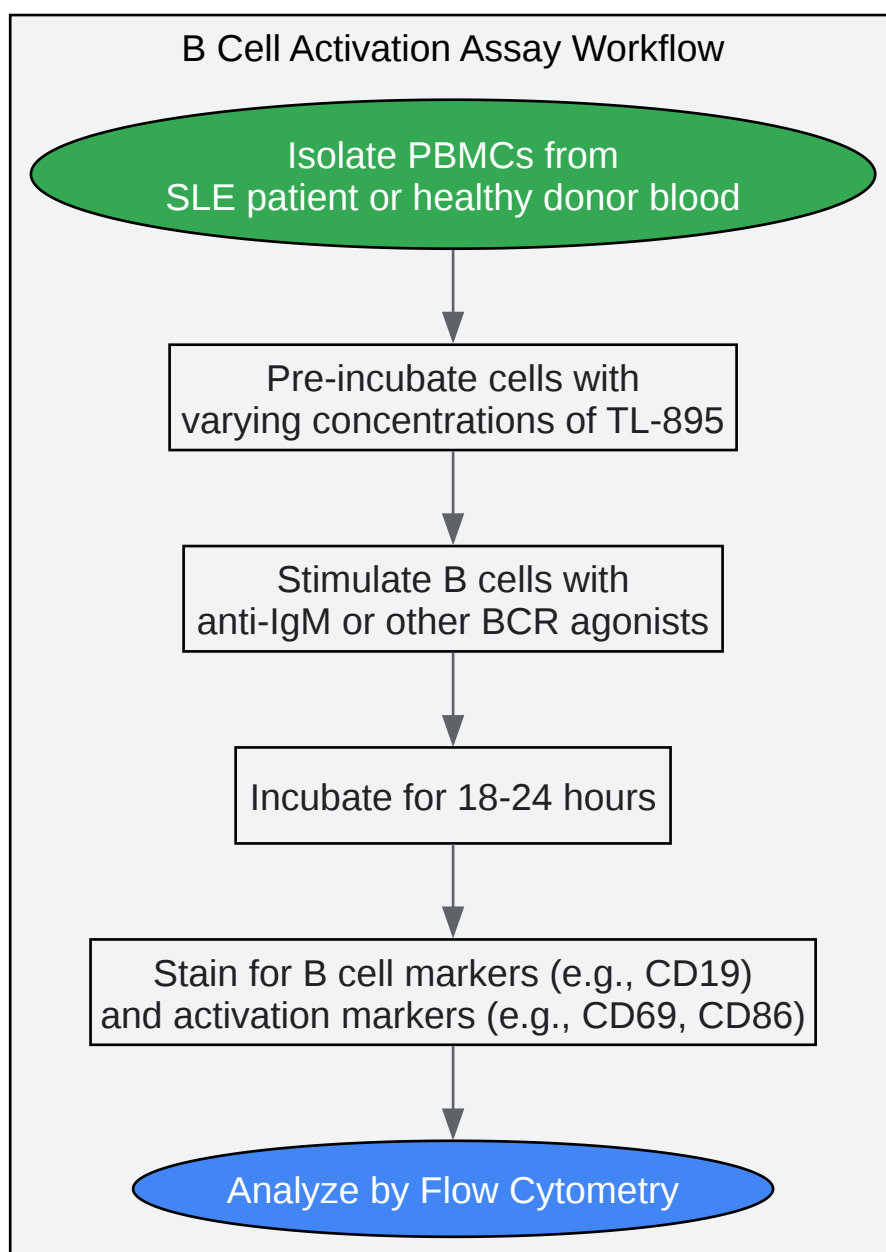 B Cell Activation Assay Workflow
Isolate PBMCs from
SLE patient or healthy donor blood
Pre-incubate cells with
varying concentrations of TL-895
Stimulate B cells with
anti-IgM or other BCR agonists
Incubate for 18-24 hours
Stain for B cell markers (e.g., CD19)
and activation markers (e.g., CD69, CD86)
Analyze by Flow Cytometry